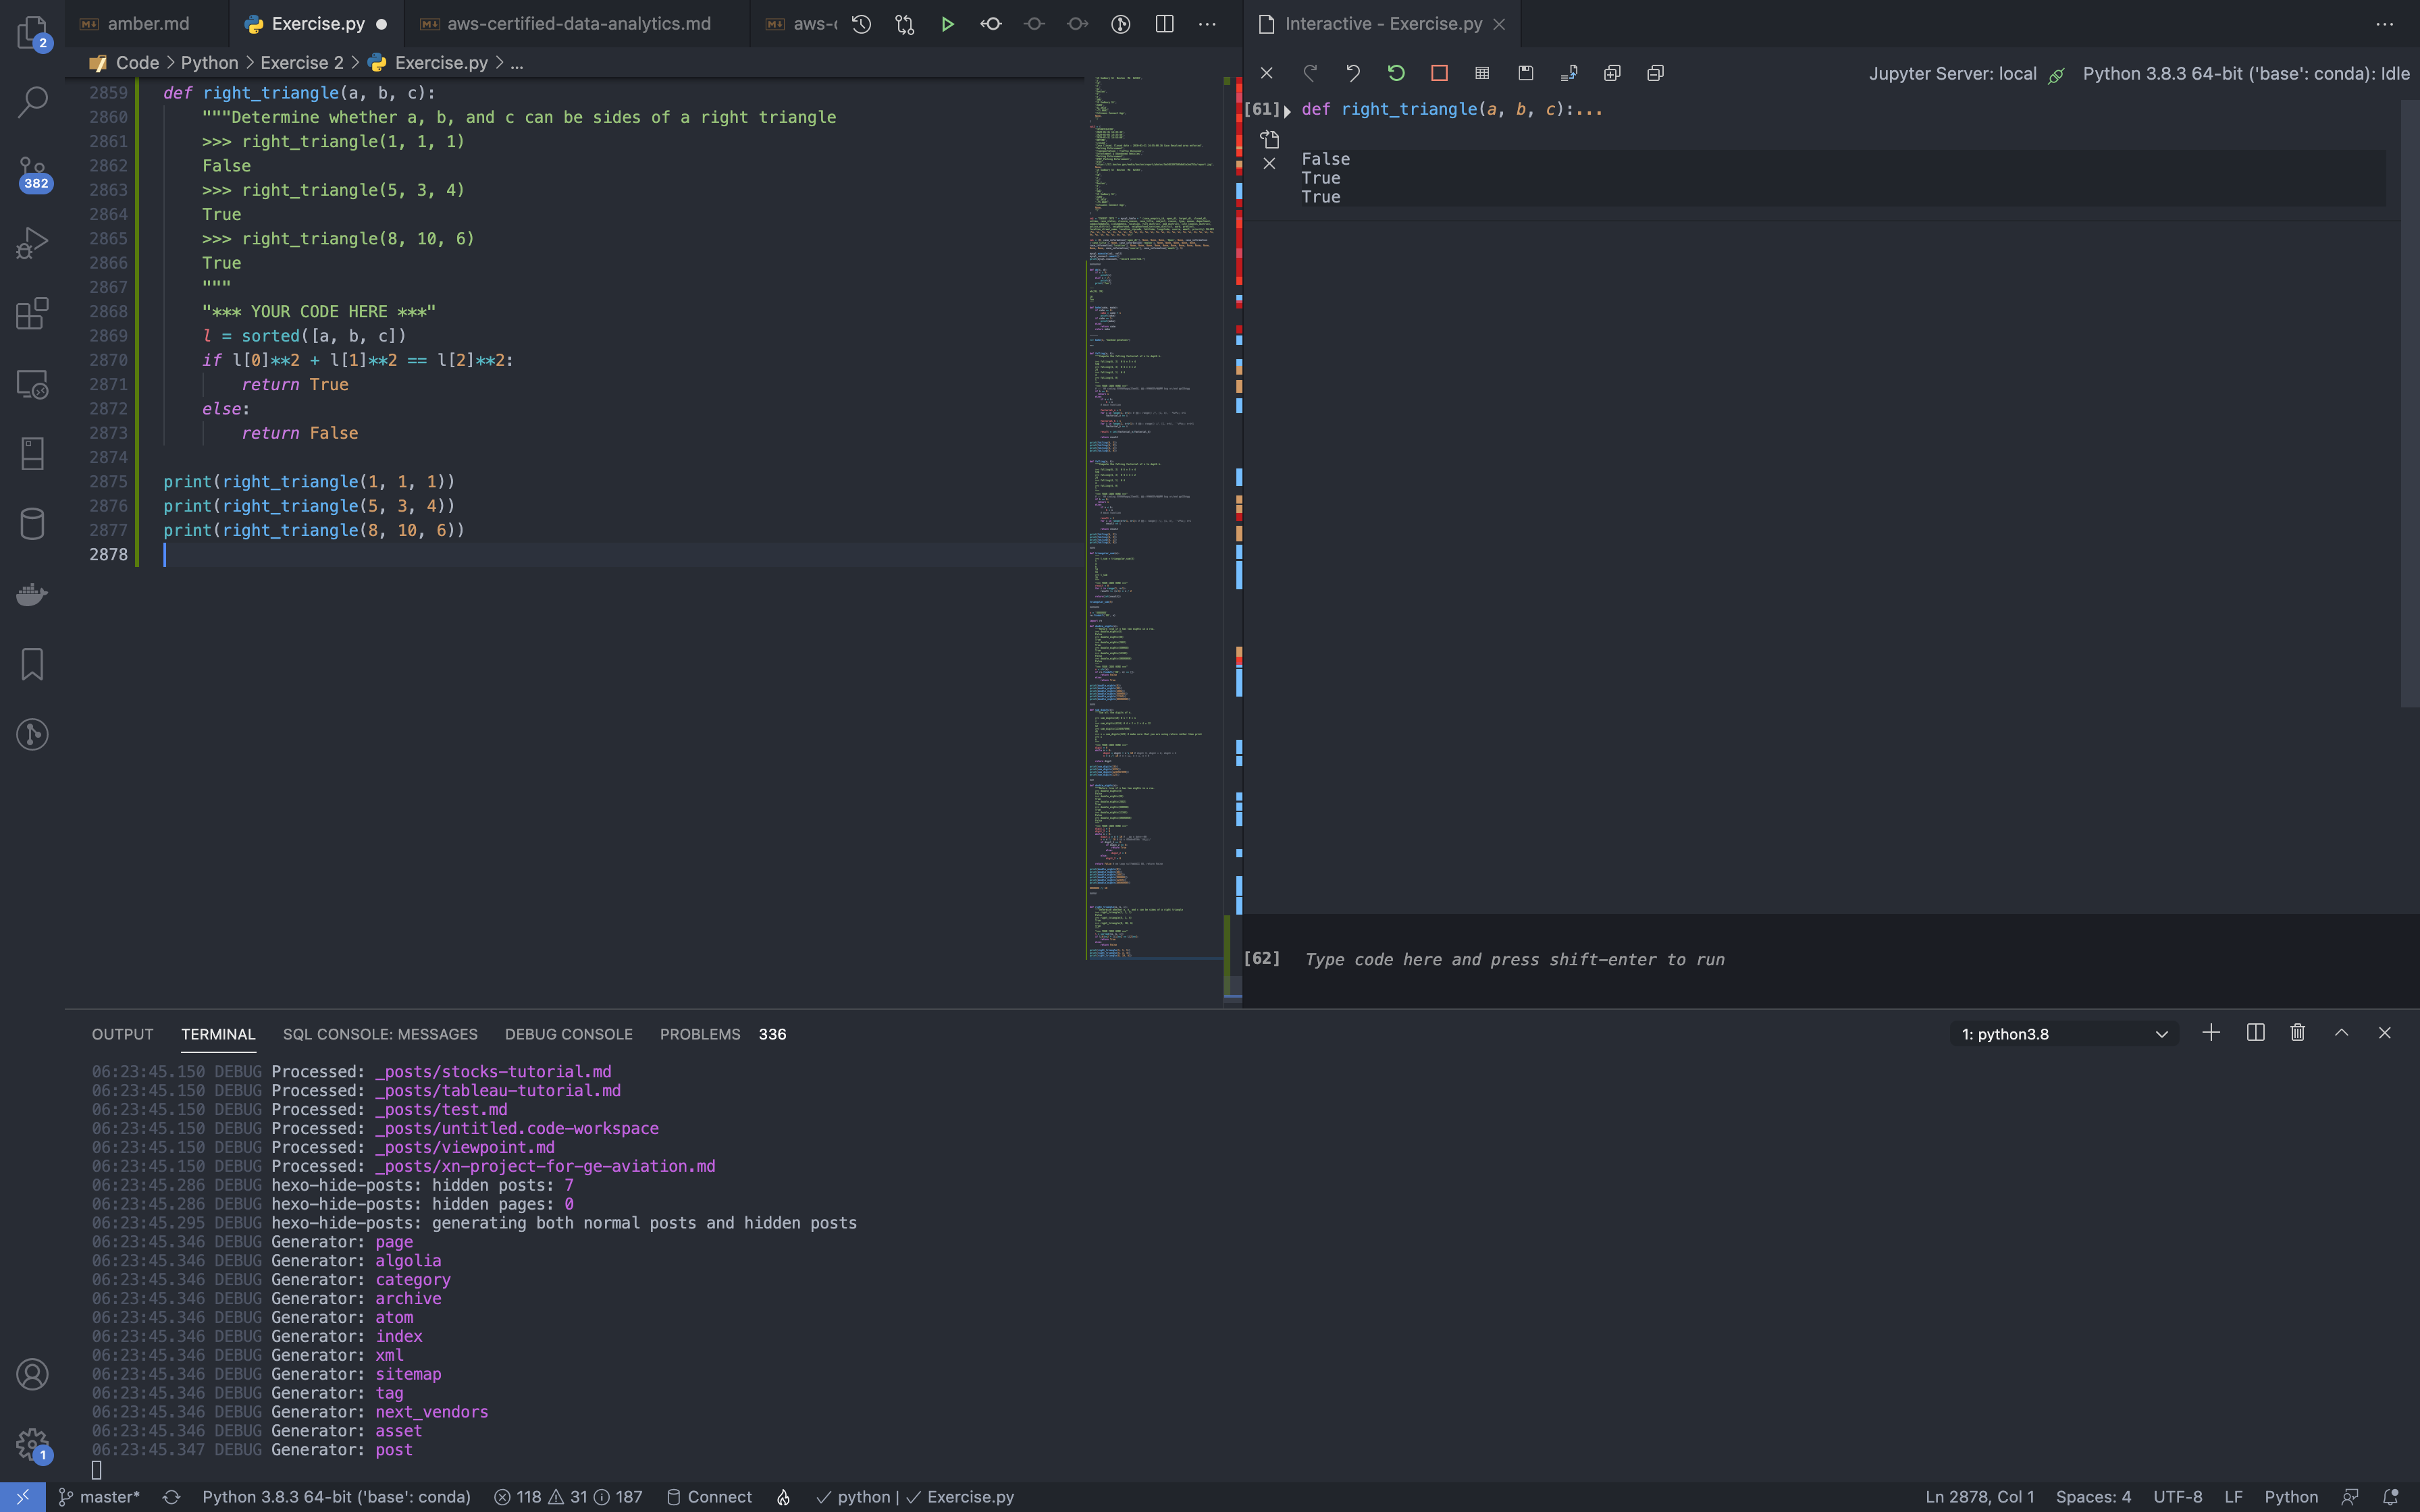 amber.md
Exercise.py
aws-certified-data-analytics.md
aws-c
Interactive - Exercise.py
2
Code > Python > Exercise 2 > Exercise.py > ...
Jupyter Server: local
Python 3.8.3 64-bit ('base': conda): Idle
2859 def right_triangle(a, b, c):
2860 """Determine whether a, b, and c can be sides of a right triangle
2861 >>> right_triangle(1, 1, 1)
2862 False
2863 >>> right_triangle(5, 3, 4)
2864 True
2865 >>> right_triangle(8, 10, 6)
2866 True
2867 """
2868 "*** YOUR CODE HERE ***"
2869 l = sorted([a, b, c])
2870 if l[0]**2 + l[1]**2 == l[2]**2:
2871 return True
2872 else:
2873 return False
2874
2875 print(right_triangle(1, 1, 1))
2876 print(right_triangle(5, 3, 4))
2877 print(right_triangle(8, 10, 6))
2878
382
[61] def right_triangle(a, b, c):...
False
True
True
[62] Type code here and press shift-enter to run
OUTPUT TERMINAL SQL CONSOLE: MESSAGES DEBUG CONSOLE PROBLEMS 336
1: python3.8
06:23:45.150 DEBUG Processed: _posts/stocks-tutorial.md
06:23:45.150 DEBUG Processed: _posts/tableau-tutorial.md
06:23:45.150 DEBUG Processed: _posts/test.md
06:23:45.150 DEBUG Processed: _posts/untitled.code-workspace
06:23:45.150 DEBUG Processed: _posts/viewpoint.md
06:23:45.150 DEBUG Processed: _posts/xn-project-for-ge-aviation.md
06:23:45.286 DEBUG hexo-hide-posts: hidden posts: 7
06:23:45.286 DEBUG hexo-hide-posts: hidden pages: 0
06:23:45.295 DEBUG hexo-hide-posts: generating both normal posts and hidden posts
06:23:45.346 DEBUG Generator: page
06:23:45.346 DEBUG Generator: algolia
06:23:45.346 DEBUG Generator: category
06:23:45.346 DEBUG Generator: archive
06:23:45.346 DEBUG Generator: atom
06:23:45.346 DEBUG Generator: index
06:23:45.346 DEBUG Generator: xml
06:23:45.346 DEBUG Generator: sitemap
06:23:45.346 DEBUG Generator: tag
06:23:45.346 DEBUG Generator: next_vendors
06:23:45.346 DEBUG Generator: asset
06:23:45.347 DEBUG Generator: post
1
master* Python 3.8.3 64-bit ('base': conda) 118 31 187 Connect python | Exercise.py
Ln 2878, Col 1 Spaces: 4 UTF-8 LF Python